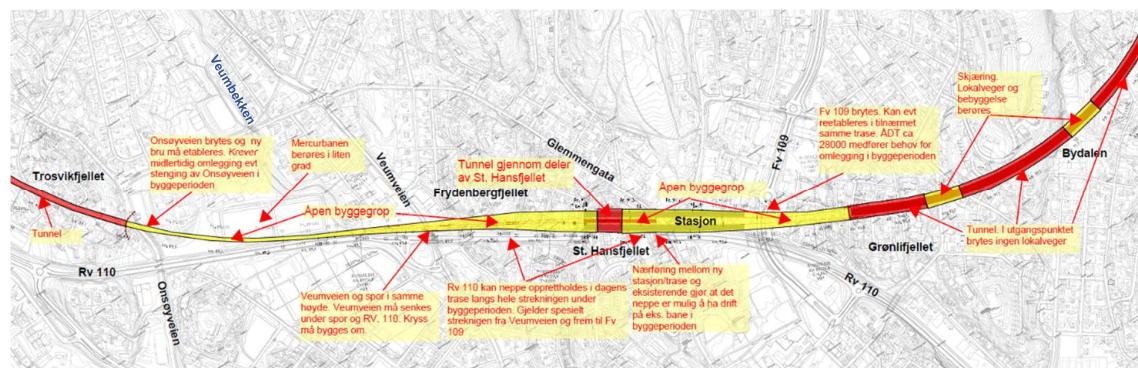 Veumbekken
Trosvikfjellet
Tunnel
Onsøyveien brytes og ny
bru må etableres. Krever
midlertidig omlegging evt
stenging av Onsøyveien i
byggeperioden
Mercurbanen
berøres i liten
grad
Veumveien
Åpen byggegrop
Frydenbergfjellet
Tunnel gjennom deler
av St. Hansfjellet
Glemmengata
Åpen byggegrop
Stasjon
Fv 109
Fv 109 brytes. Kan evt
reetableres i tilnærmet
samme trase. ÅDT ca
28000 medfører behov for
omlegging i byggeperioden
Skjæring.
Lokalveger og
bebyggelse
berøres
Bydalen
Tunnel. I utgangspunktet
brytes ingen lokalveger
Grønlifjellet
St. Hansfjellet
Rv 110
Onsøyveien
Veumveien og spor i samme
høyde. Veumveien må senkes
under spor og RV. 110. Kryss
må bygges om.
Rv 110 kan neppe opprettholdes i dagens
trase langs hele strekningen under
byggeperioden. Gjelder spesielt
streknigen fra Veumveien og frem til Fv
109
Nærføring mellom ny
stasjon/trase og
eksisterende gjør at det
neppe er mulig å ha drift
på eks. bane i
byggeperioden
Rv 110